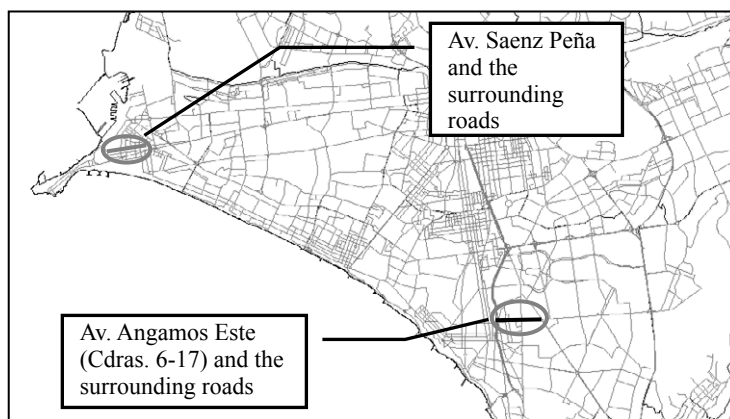 Av. Saenz Peña
and the
surrounding
roads
Av. Angamos Este
(Cdras. 6-17) and the
surrounding roads